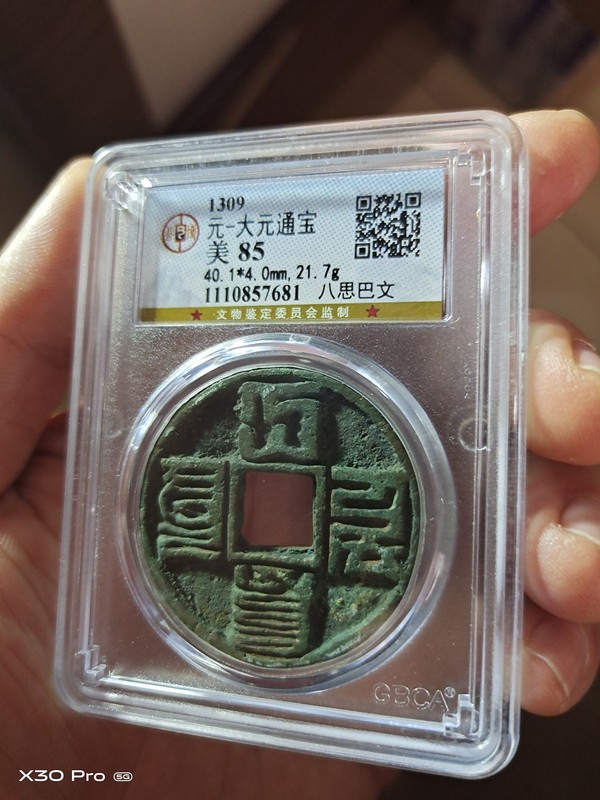 1309
元-大元通宝
美 85
40.1*4.0mm, 21.7g
1110857681 八思巴文
★ 文物鉴定委员会监制 ★
GBCA®
X30 Pro 5G